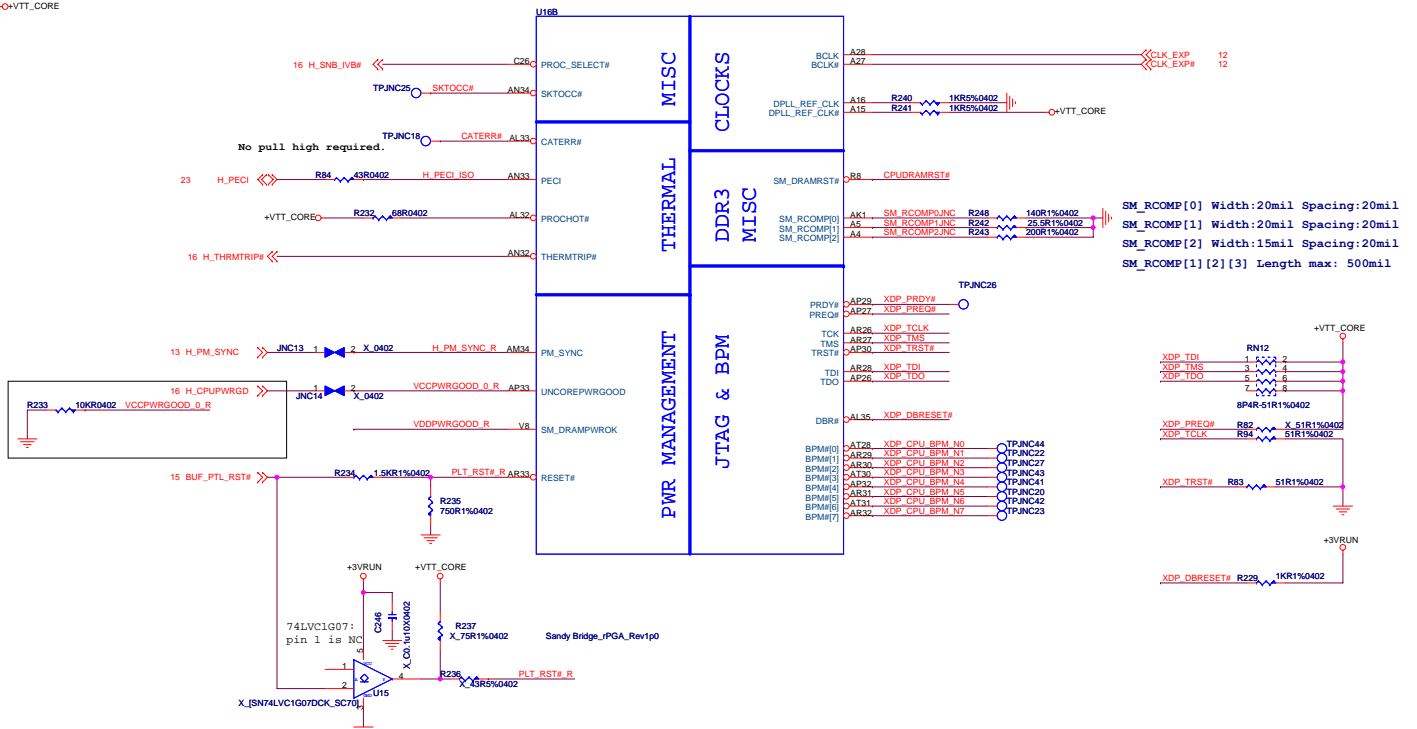 +VTT_CORE
U16B
16 H_SNB_IVB# C26 PROC_SELECT#
TPJNC25 SKTOCC# AN34 SKTOCC#
MISC
TPJNC18 CATERR# AL33 CATERR#
No pull high required.
23 H_PECI R84 43R0402 H_PECI_ISO AN33 PECI
+VTT_CORE R232 68R0402 AL32 PROCHOT#
16 H_THRMTRIP# AN32 THERMTRIP#
THERMAL
13 H_PM_SYNC JNC13 1 2 X_0402 H_PM_SYNC_R AM34 PM_SYNC
16 H_CPUPWRGD JNC14 1 2 X_0402 VCCPWRGOOD_0_R AP33 UNCOREPWRGOOD
R233 10KR0402 VCCPWRGOOD_0_R
VDDPWRGOOD_R V8 SM_DRAMPWROK
15 BUF_PTL_RST# R234 1.5KR1%0402 PLT_RST#_R AR33 RESET#
R235
750R1%0402
PWR MANAGEMENT
CLOCKS
BCLK A28 CLK_EXP 12
BCLK# A27 CLK_EXP# 12
DPLL_REF_CLK A16 R240 1KR5%0402
DPLL_REF_CLK# A15 R241 1KR5%0402 +VTT_CORE
DDR3
MISC
SM_DRAMRST# R8 CPUDRAMRST#
SM_RCOMP[0] AK1 SM_RCOMP0JNC R248 140R1%0402
SM_RCOMP[1] A5 SM_RCOMP1JNC R242 25.5R1%0402
SM_RCOMP[2] A4 SM_RCOMP2JNC R243 200R1%0402
SM_RCOMP[0] Width:20mil Spacing:20mil
SM_RCOMP[1] Width:20mil Spacing:20mil
SM_RCOMP[2] Width:15mil Spacing:20mil
SM_RCOMP[1][2][3] Length max: 500mil
JTAG & BPM
TPJNC26
PRDY# AP29 XDP_PRDY#
PREQ# AP27 XDP_PREQ#
TCK AR26 XDP_TCLK
TMS AR27 XDP_TMS
TRST# AP30 XDP_TRST#
TDI AR28 XDP_TDI
TDO AP26 XDP_TDO
DBR# AL35 XDP_DBRESET#
BPM#[0] AT28 XDP_CPU_BPM_N0 TPJNC44
BPM#[1] AR29 XDP_CPU_BPM_N1 TPJNC22
BPM#[2] AR30 XDP_CPU_BPM_N2 TPJNC27
BPM#[3] AT30 XDP_CPU_BPM_N3 TPJNC43
BPM#[4] AP32 XDP_CPU_BPM_N4 TPJNC41
BPM#[5] AR31 XDP_CPU_BPM_N5 TPJNC20
BPM#[6] AT31 XDP_CPU_BPM_N6 TPJNC42
BPM#[7] AR32 XDP_CPU_BPM_N7 TPJNC23
+VTT_CORE
RN12
XDP_TDI 1 2
XDP_TMS 3 4
XDP_TDO 5 6
7 8
8P4R-51R1%0402
XDP_PREQ# R82 X_51R1%0402
XDP_TCLK R94 51R1%0402
XDP_TRST# R83 51R1%0402
+3VRUN
XDP_DBRESET# R229 1KR1%0402
+3VRUN
+VTT_CORE
74LVC1G07:
pin 1 is NC
C246
X_C0.1u10X0402
R237
X_75R1%0402
Sandy Bridge_rPGA_Rev1p0
5
1
2
3
4
VCC
U15
R236 PLT_RST#_R
X_43R5%0402
X_[SN74LVC1G07DCK_SC70]